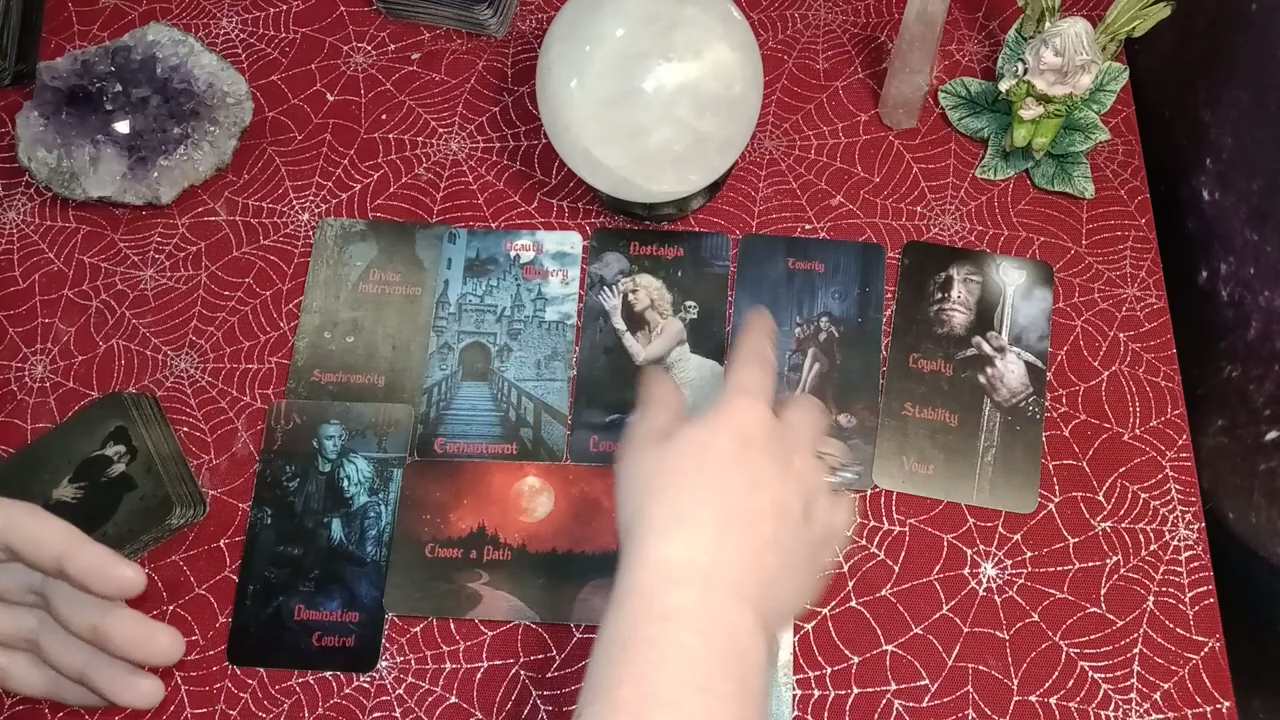 Divine
Intervention
Synchronicity
Beauty
Mystery
Enchantment
Nostalgia
Toxicity
Loyalty
Stability
Vows
Domination
Control
Choose a Path